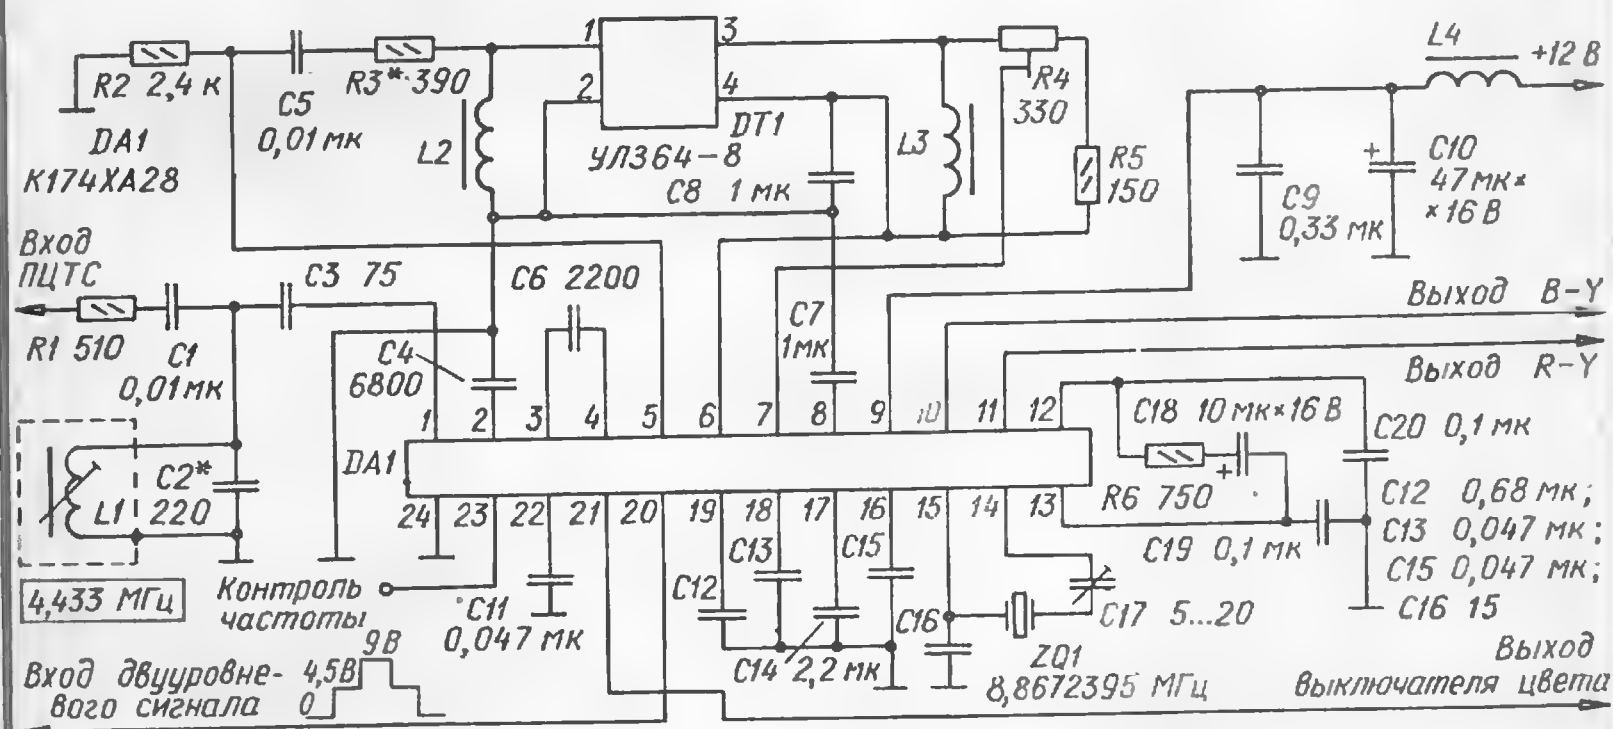 R2 2,4 к
C5
0,01 мк
R3* 390
1
2
3
4
DT1
УЛЗ64-8
R4
330
L4
+12 В
DA1
К174ХА28
L2
C8 1 мк
L3
R5
150
C9
0,33 мк
C10
47 мк×
×16 В
Вход
ПЦТС
C3 75
C6 2200
R1 510
C1
0,01 мк
C4
6800
C7
1 мк
Выход B-Y
Выход R-Y
1 2 3 4 5 6 7 8 9 10 11 12
DA1
24 23 22 21 20 19 18 17 16 15 14 13
C18 10 мк×16 В
+
R6 750
C20 0,1 мк
C19 0,1 мк
C2*
L1 220
4,433 МГц
Контроль
частоты
C11
0,047 мк
C12
C13
C14 2,2 мк
C15
C16
C17 5...20
ZQ1
8,8672395 МГц
C12 0,68 мк;
C13 0,047 мк;
C15 0,047 мк;
C16 15
Вход двууровне-
вого сигнала
9В
4,5В
0
Выход
выключателя цвета